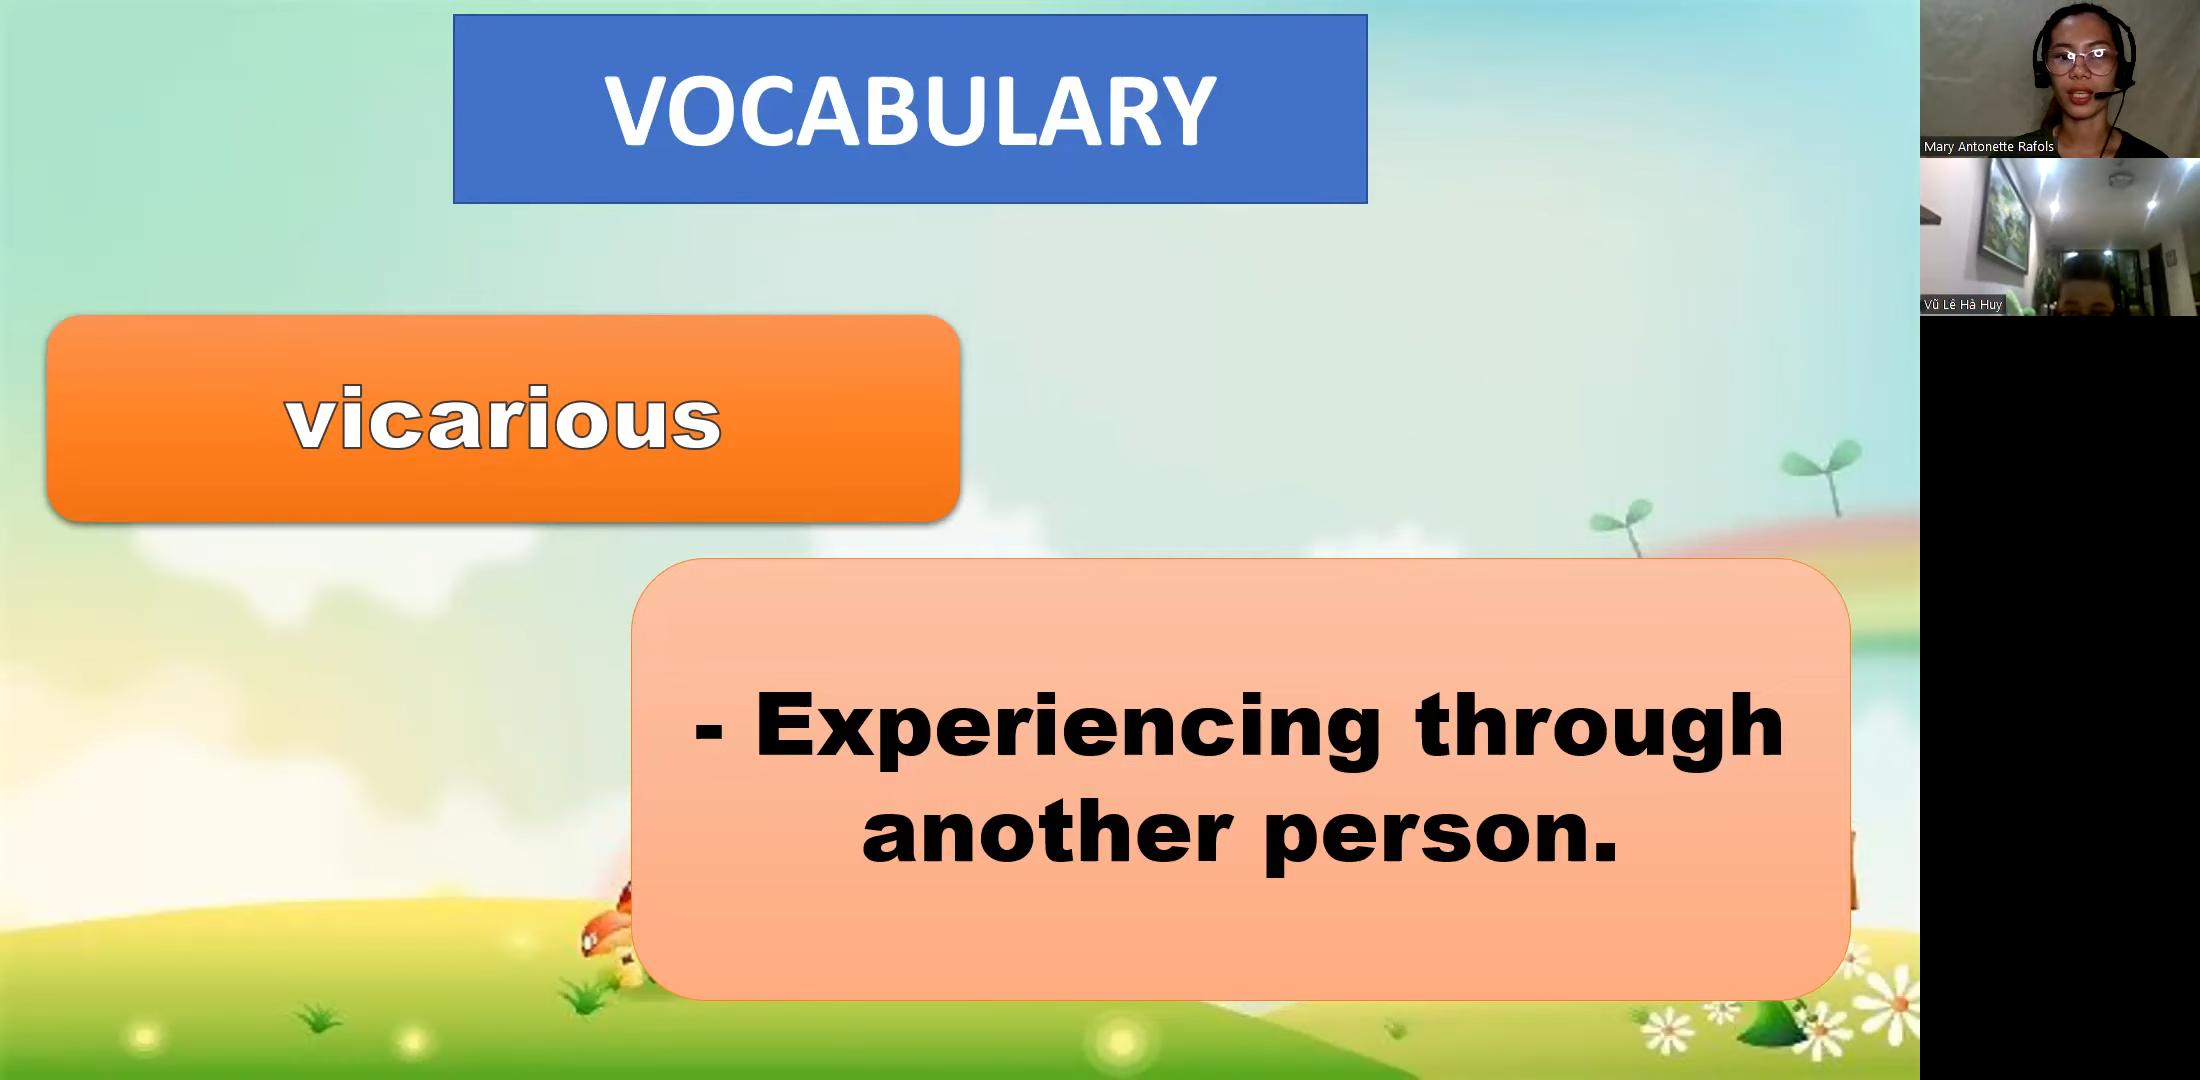 VOCABULARY
vicarious
- Experiencing through
another person.
Mary Antonette Rafols
Vũ Lê Hà Huy